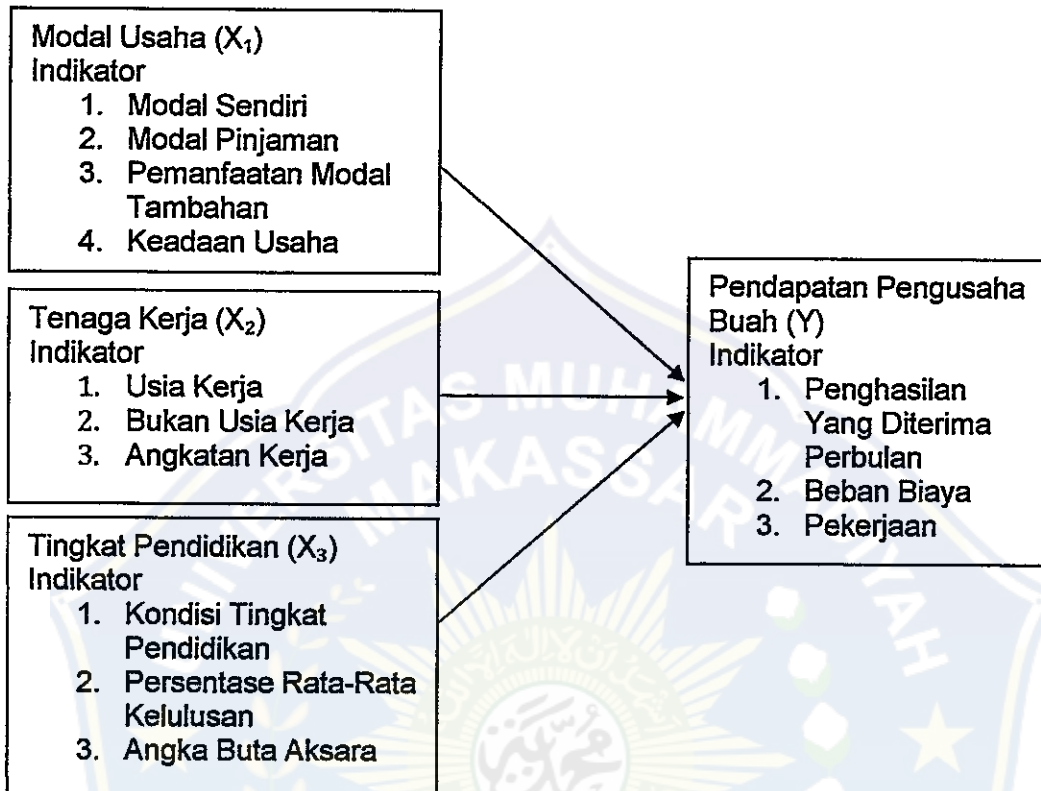 Modal Usaha (X₁)
Indikator
1. Modal Sendiri
2. Modal Pinjaman
3. Pemanfaatan Modal
Tambahan
4. Keadaan Usaha
Tenaga Kerja (X₂)
Indikator
1. Usia Kerja
2. Bukan Usia Kerja
3. Angkatan Kerja
Tingkat Pendidikan (X₃)
Indikator
1. Kondisi Tingkat
Pendidikan
2. Persentase Rata-Rata
Kelulusan
3. Angka Buta Aksara
Pendapatan Pengusaha
Buah (Y)
Indikator
1. Penghasilan
Yang Diterima
Perbulan
2. Beban Biaya
3. Pekerjaan
UNIVERSITAS MUHAMMADIYAH
MAKASSAR